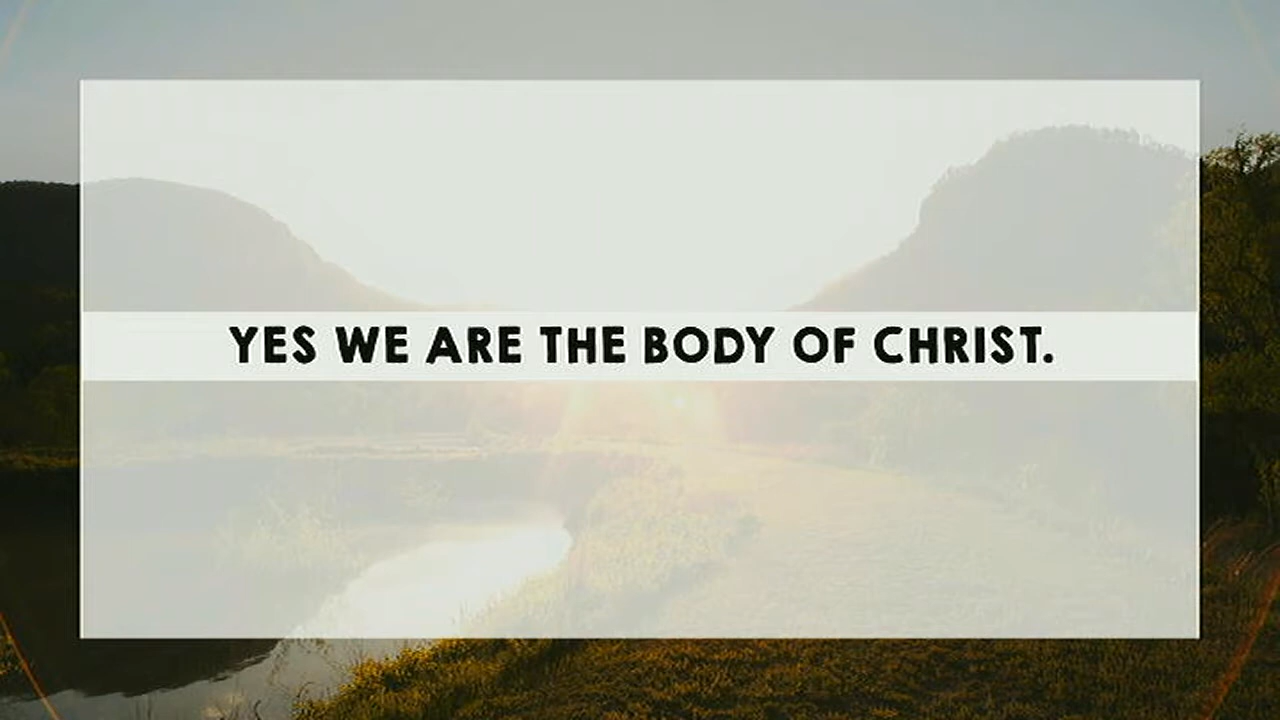 YES WE ARE THE BODY OF CHRIST.